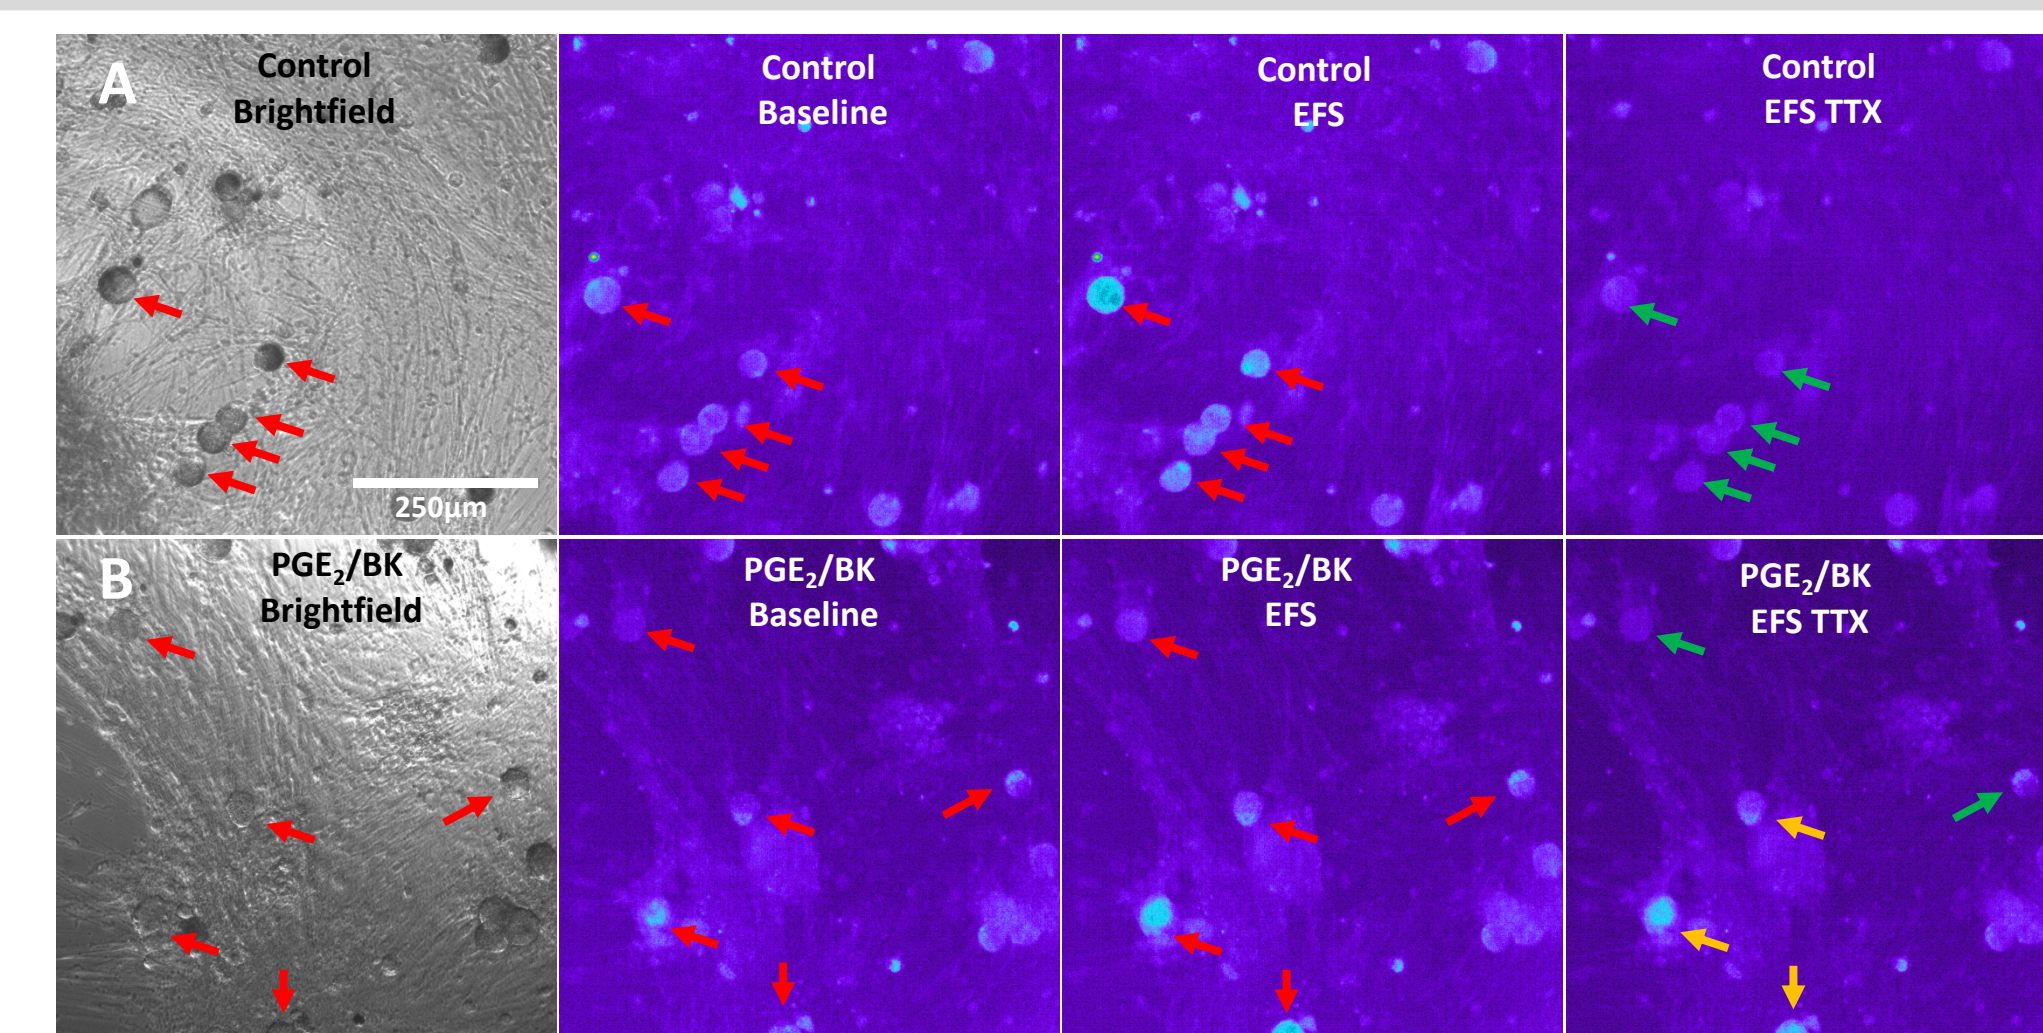 A
Control
Brightfield
Control
Baseline
Control
EFS
Control
EFS TTX
250µm
B
PGE₂/BK
Brightfield
PGE₂/BK
Baseline
PGE₂/BK
EFS
PGE₂/BK
EFS TTX